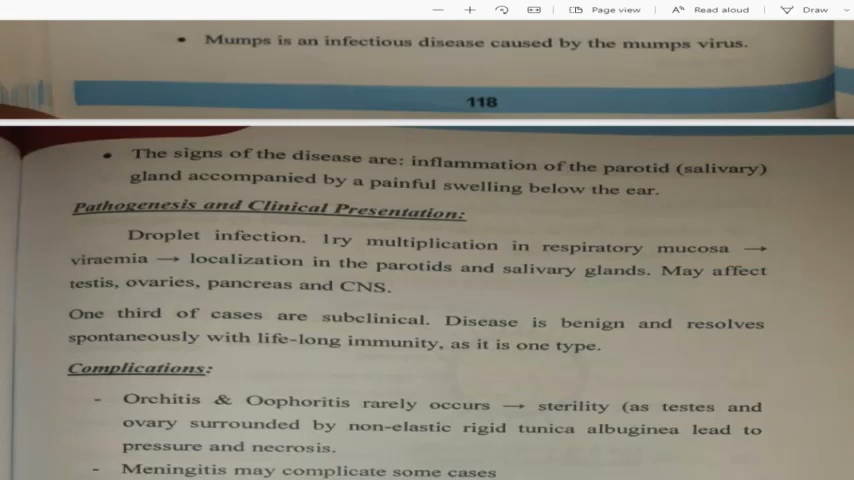 Page view Read aloud Draw
• Mumps is an infectious disease caused by the mumps virus.
118
• The signs of the disease are: inflammation of the parotid (salivary)
gland accompanied by a painful swelling below the ear.
Pathogenesis and Clinical Presentation:
Droplet infection. 1ry multiplication in respiratory mucosa →
viraemia → localization in the parotids and salivary glands. May affect
testis, ovaries, pancreas and CNS.
One third of cases are subclinical. Disease is benign and resolves
spontaneously with life-long immunity, as it is one type.
Complications:
- Orchitis & Oophoritis rarely occurs → sterility (as testes and
ovary surrounded by non-elastic rigid tunica albuginea lead to
pressure and necrosis.
- Meningitis may complicate some cases